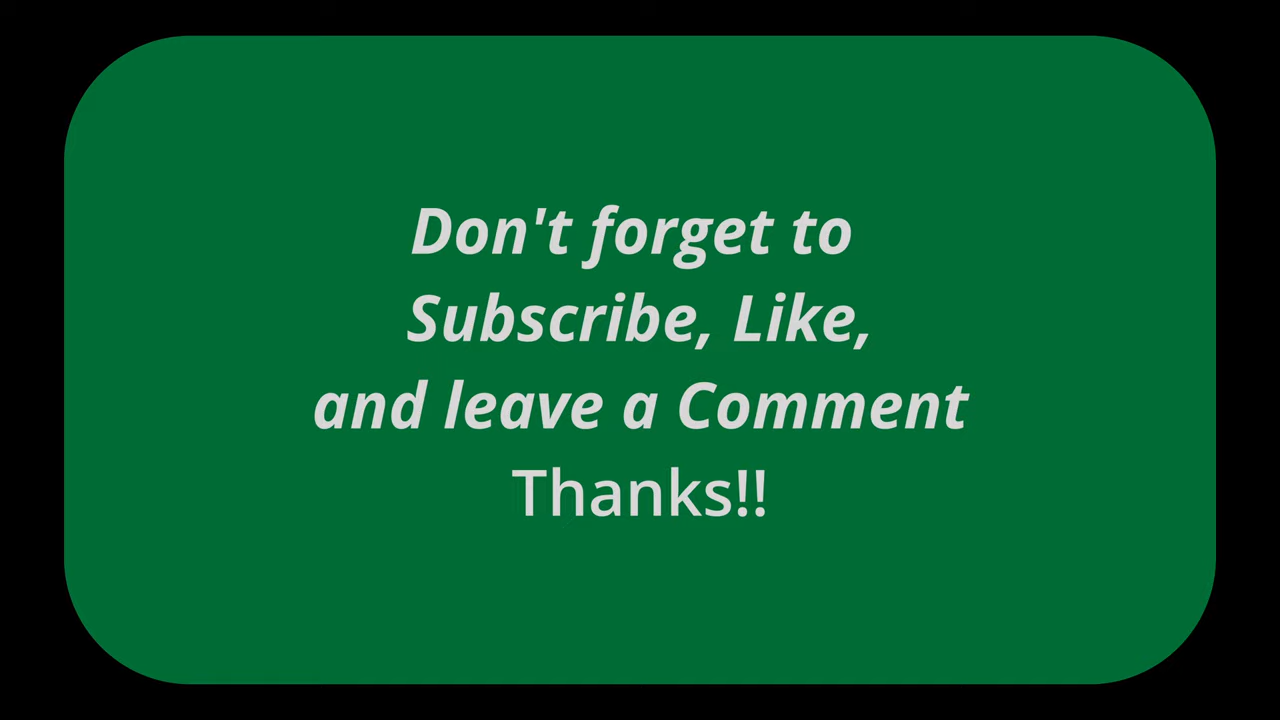 Don't forget to
Subscribe, Like,
and leave a Comment
Thanks!!